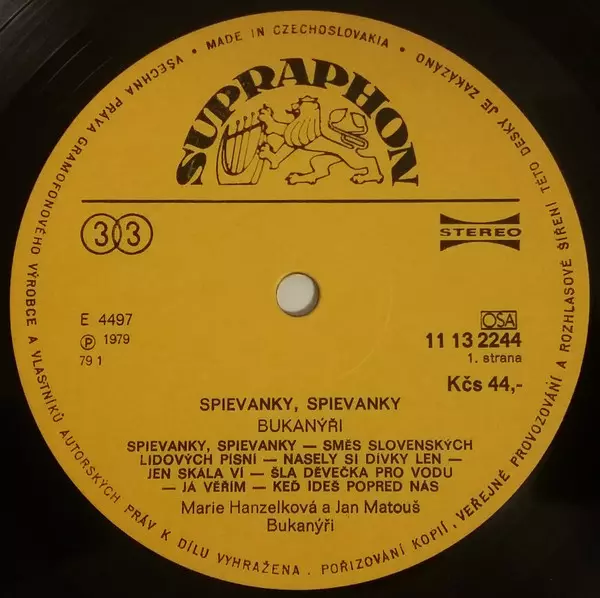 VŠECHNA PRÁVA GRAMOFONOVÉHO VÝROBCE A VLASTNÍKŮ AUTORSKÝCH PRÁV K DÍLU VYHRAŽENA. POŘIZOVÁNÍ KOPIÍ, VEŘEJNÉ PROVOZOVÁNÍ A ROZHLASOVÉ ŠÍŘENÍ TÉTO DESKY JE ZAKÁZÁNO • MADE IN CZECHOSLOVAKIA •
SUPRAPHON
33
STEREO
E 4497
Ⓟ 1979
79 1
OSA
11 13 2244
1. strana
Kčs 44,-
SPIEVANKY, SPIEVANKY
BUKANÝŘI
SPIEVANKY, SPIEVANKY — SMĚS SLOVENSKÝCH
LIDOVÝCH PÍSNÍ — NASELY SI DÍVKY LEN —
JEN SKÁLA VÍ — ŠLA DĚVEČKA PRO VODU
— JÁ VĚŘÍM — KEĎ IDEŠ POPRED NÁS
Marie Hanzelková a Jan Matouš
Bukanýři